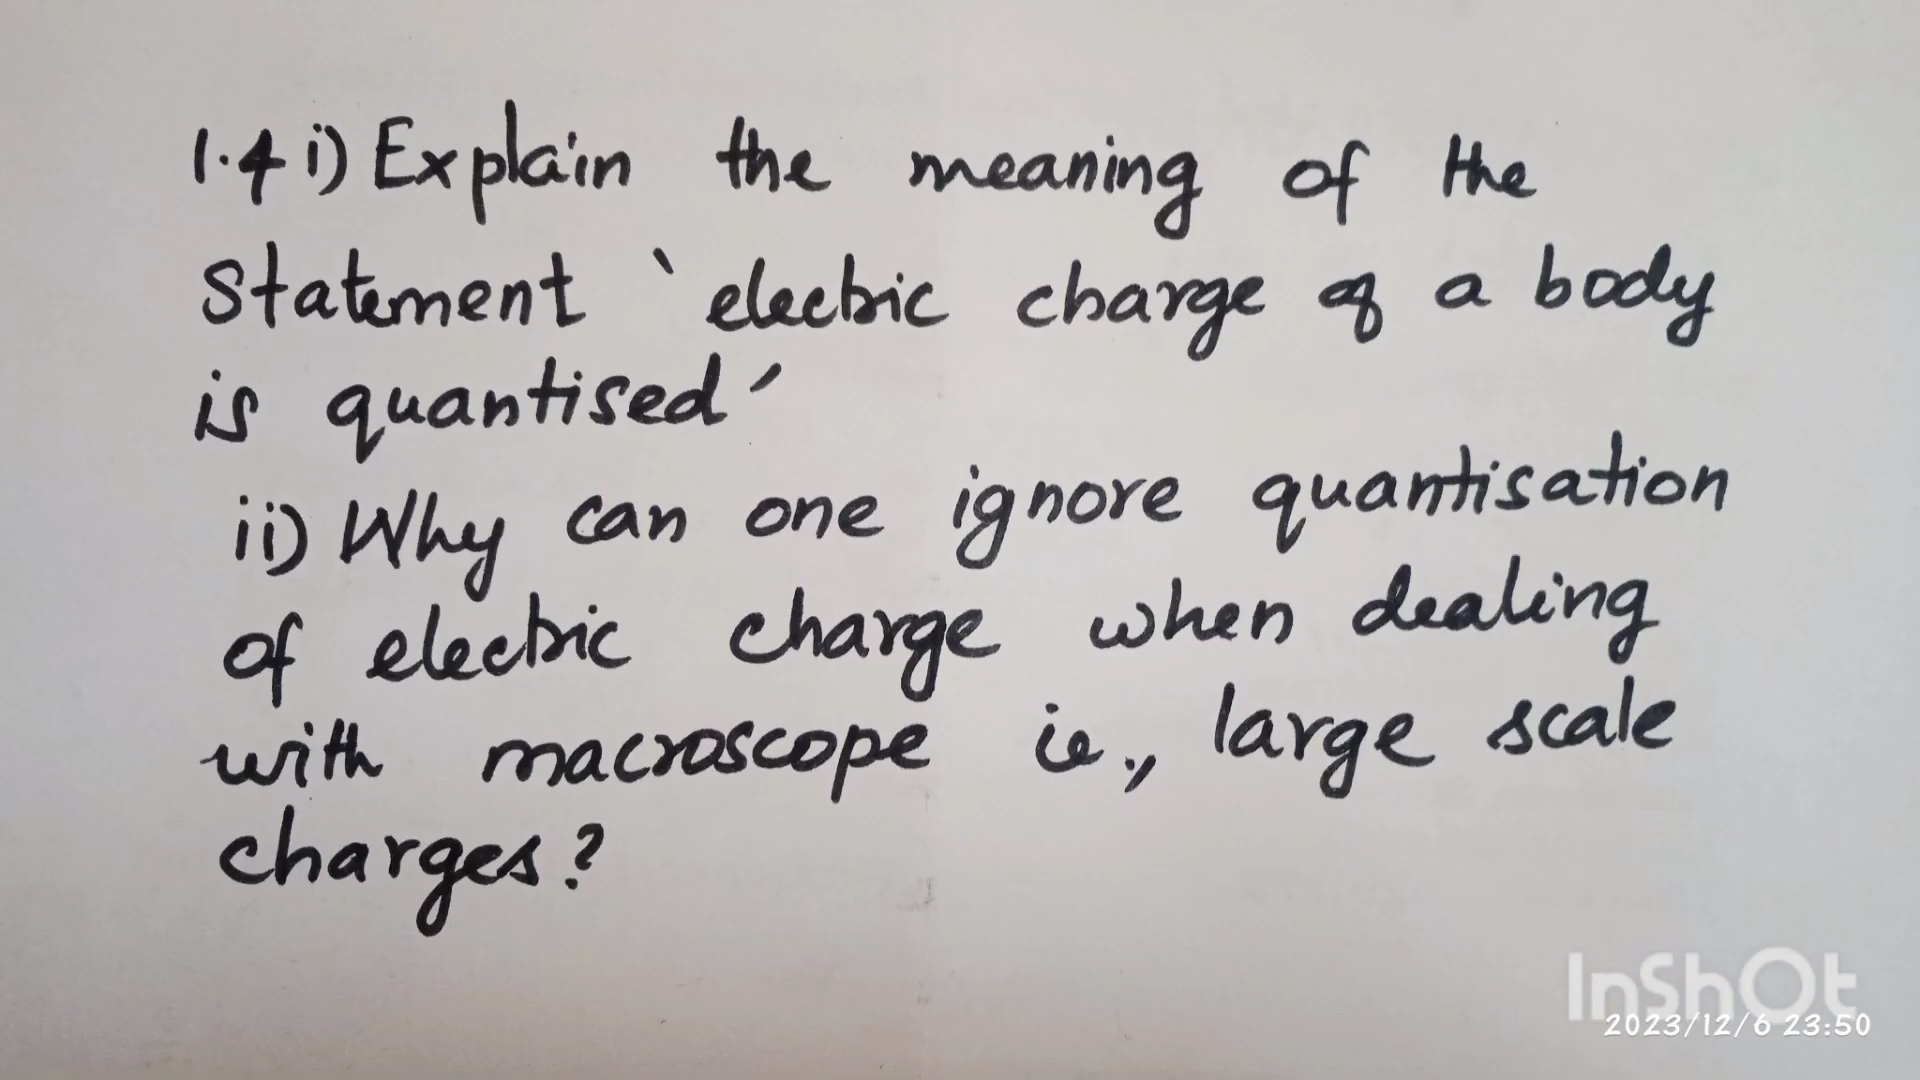 1.4 i) Explain the meaning of the
Statement ‵electric charge of a body
is quantised′
ii) Why can one ignore quantisation
of electric charge when dealing
with macroscope ie., large scale
charges?
InShOt
2023/12/6 23:50